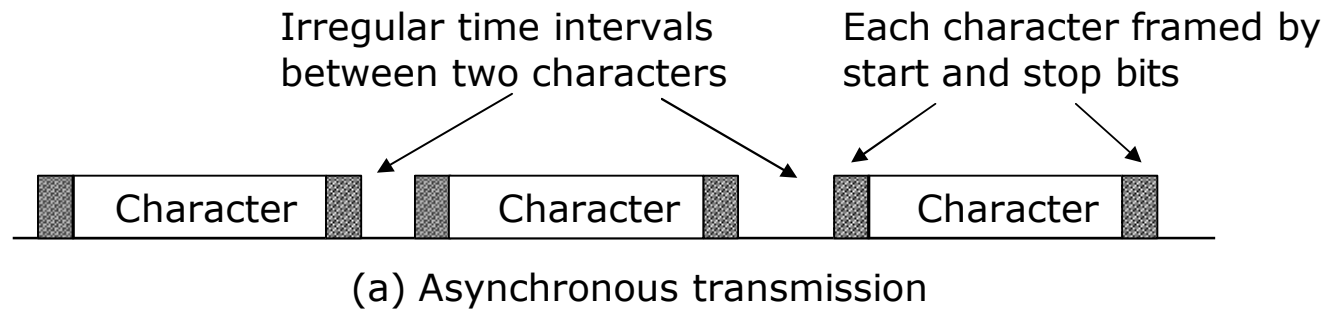 Irregular time intervals
between two characters
Each character framed by
start and stop bits
Character
Character
Character
(a) Asynchronous transmission